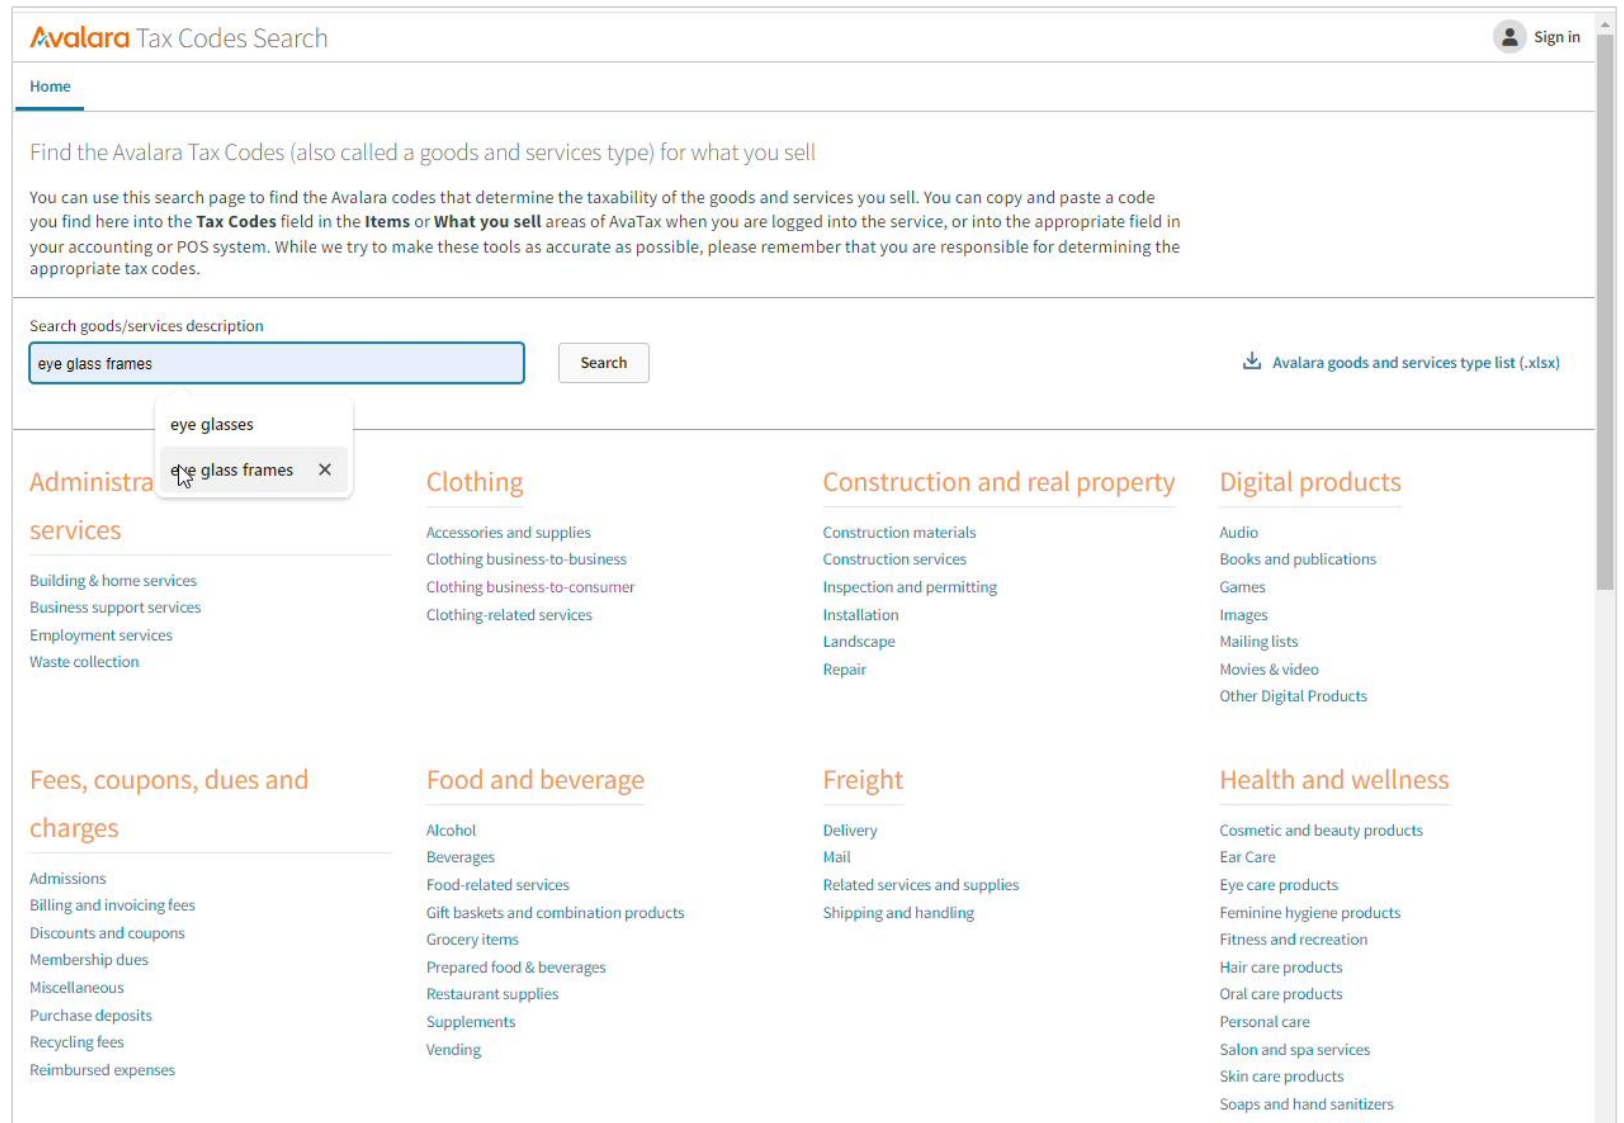 Avalara Tax Codes Search
Sign in
Home
Find the Avalara Tax Codes (also called a goods and services type) for what you sell
You can use this search page to find the Avalara codes that determine the taxability of the goods and services you sell. You can copy and paste a code
you find here into the Tax Codes field in the Items or What you sell areas of AvaTax when you are logged into the service, or into the appropriate field in
your accounting or POS system. While we try to make these tools as accurate as possible, please remember that you are responsible for determining the
appropriate tax codes.
Search goods/services description
eye glass frames
Search
Avalara goods and services type list (.xlsx)
eye glasses
eye glass frames
Administra
services
Building & home services
Business support services
Employment services
Waste collection
Clothing
Accessories and supplies
Clothing business-to-business
Clothing business-to-consumer
Clothing-related services
Construction and real property
Construction materials
Construction services
Inspection and permitting
Installation
Landscape
Repair
Digital products
Audio
Books and publications
Games
Images
Mailing lists
Movies & video
Other Digital Products
Fees, coupons, dues and
charges
Admissions
Billing and invoicing fees
Discounts and coupons
Membership dues
Miscellaneous
Purchase deposits
Recycling fees
Reimbursed expenses
Food and beverage
Alcohol
Beverages
Food-related services
Gift baskets and combination products
Grocery items
Prepared food & beverages
Restaurant supplies
Supplements
Vending
Freight
Delivery
Mail
Related services and supplies
Shipping and handling
Health and wellness
Cosmetic and beauty products
Ear Care
Eye care products
Feminine hygiene products
Fitness and recreation
Hair care products
Oral care products
Personal care
Salon and spa services
Skin care products
Soaps and hand sanitizers